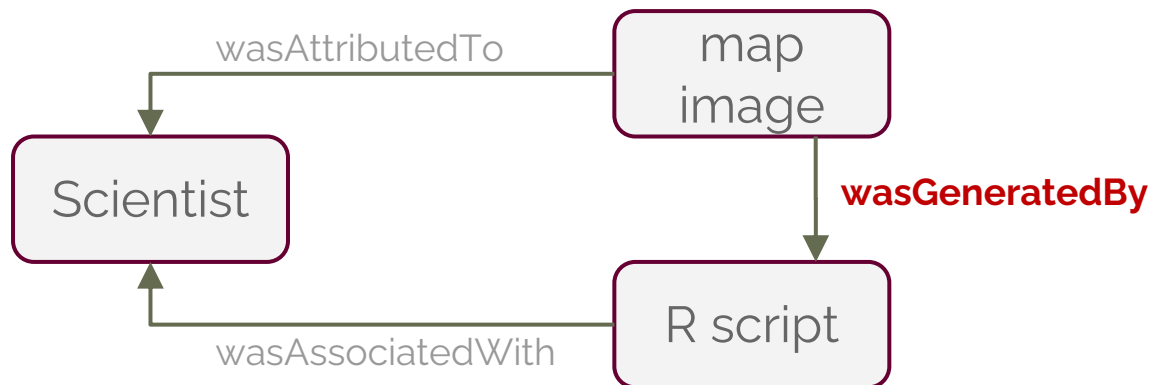 wasAttributedTo
map
image
Scientist
wasGeneratedBy
R script
wasAssociatedWith